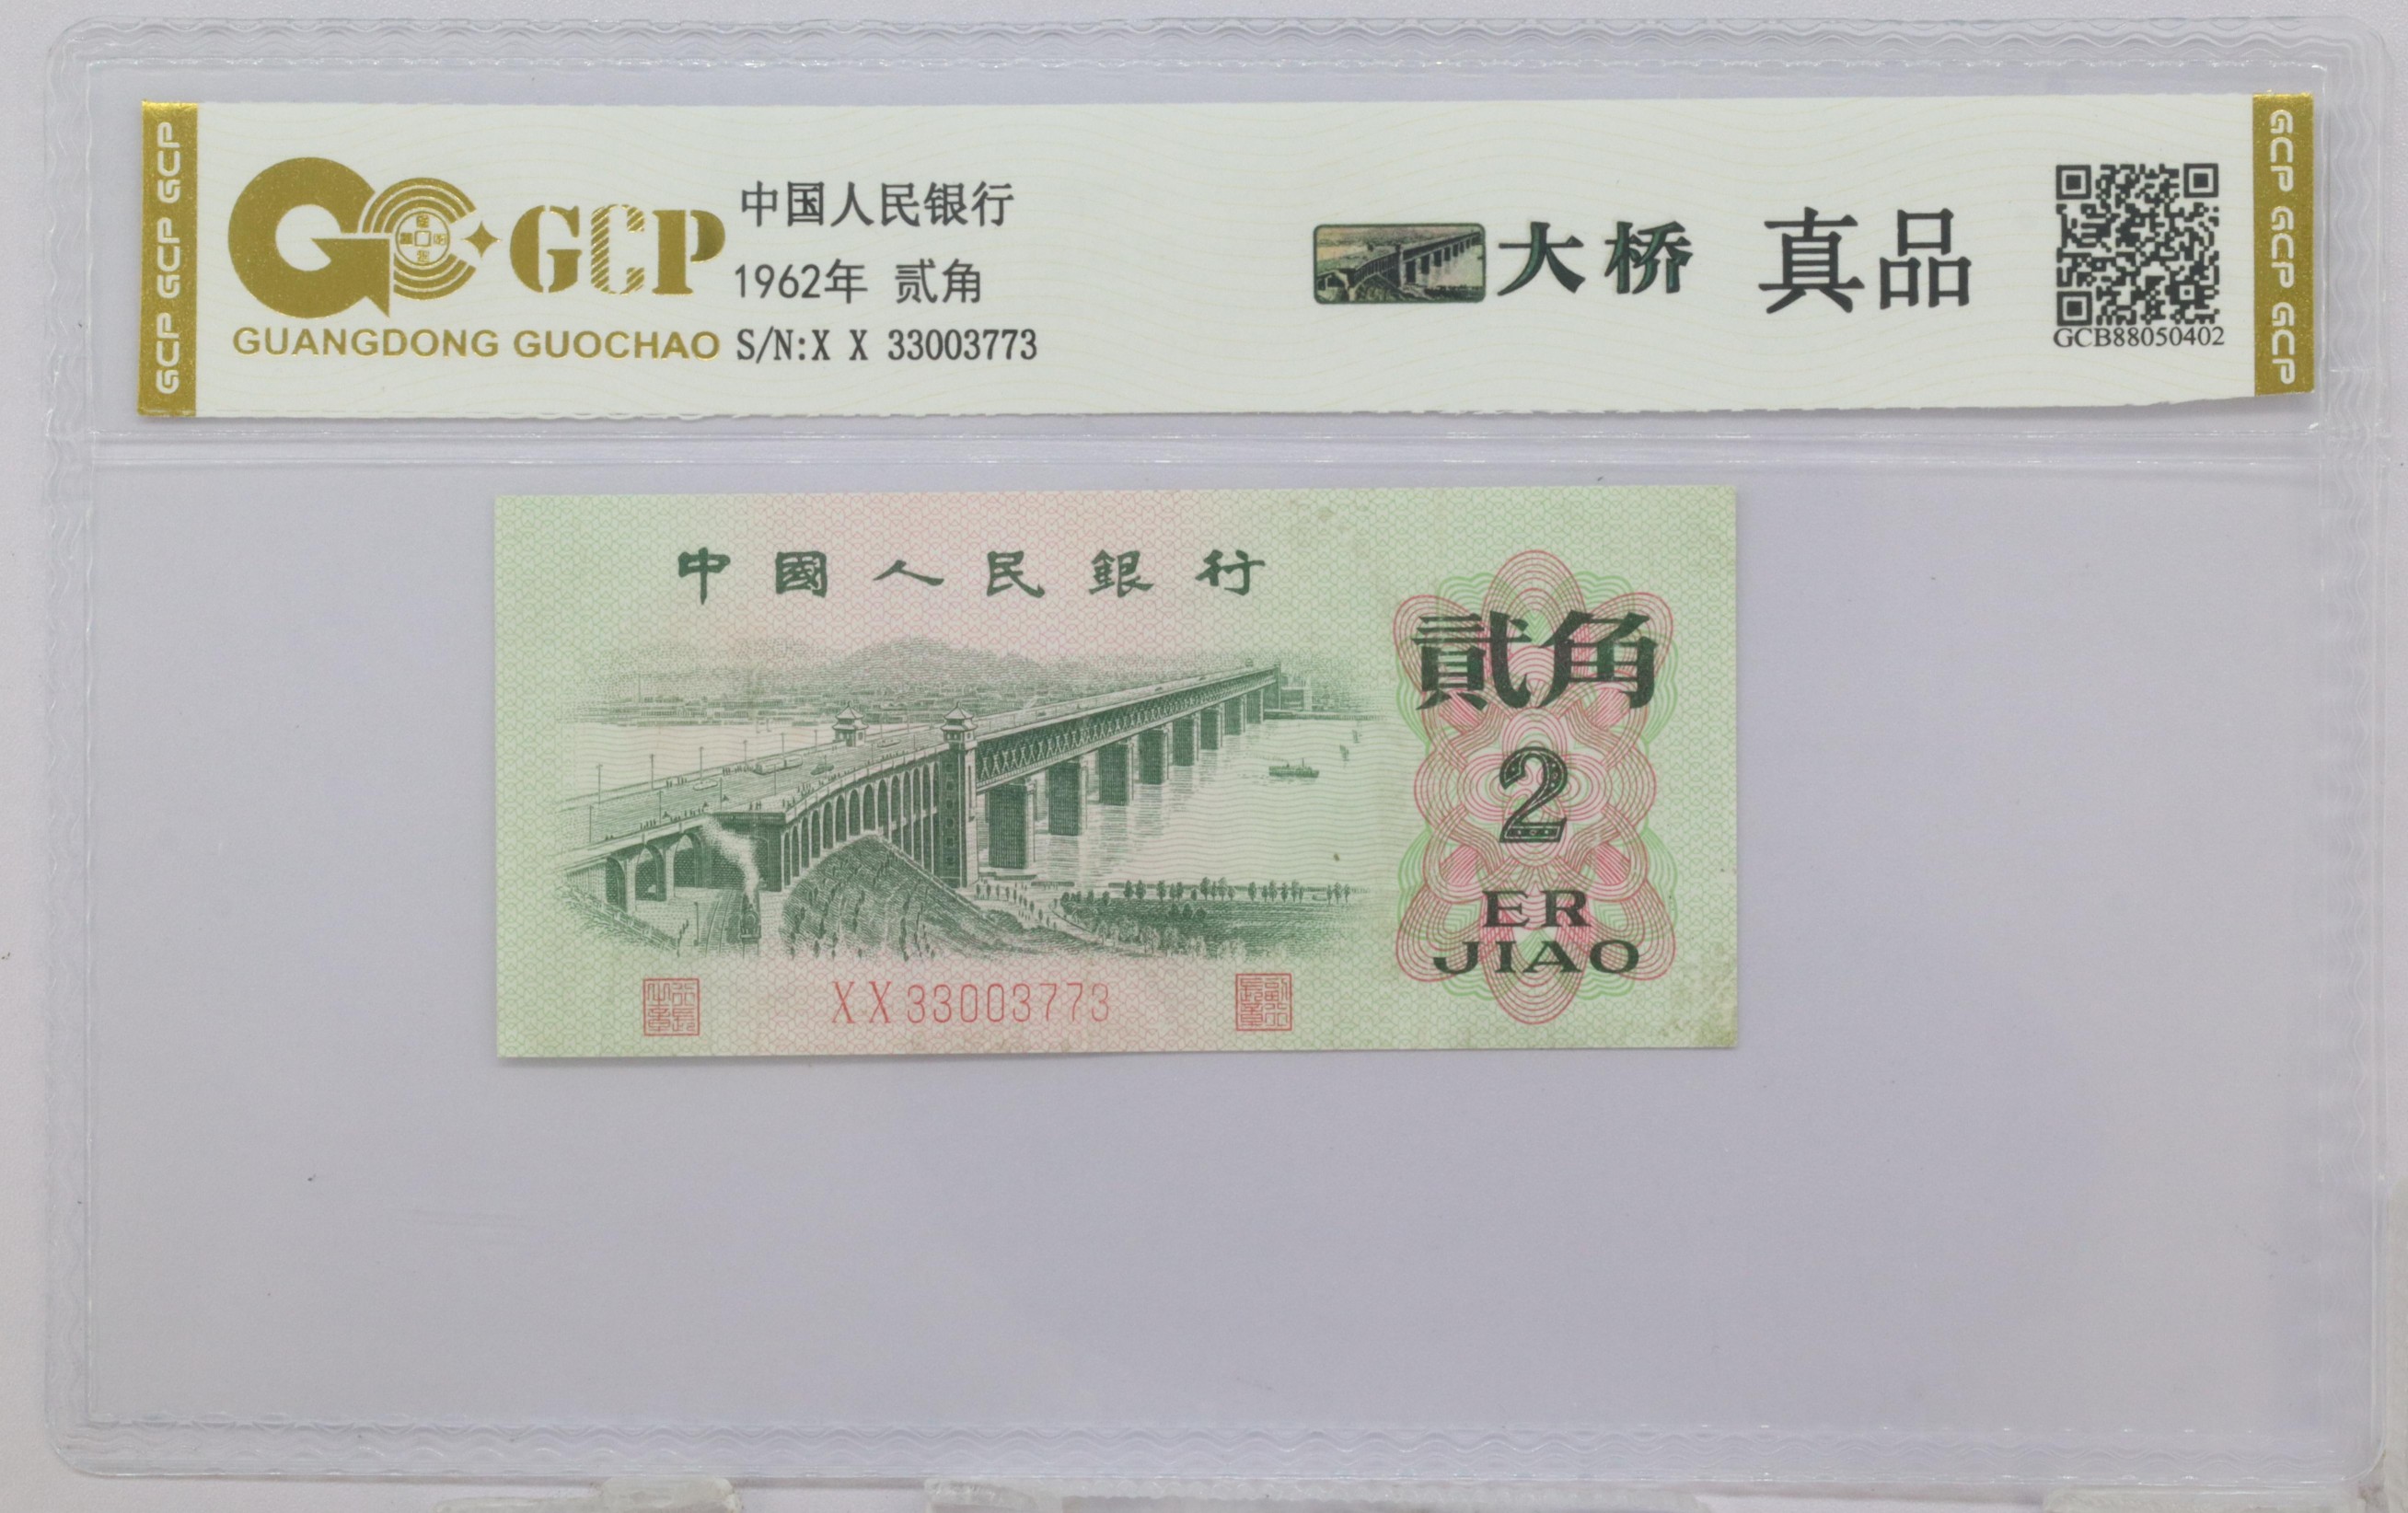 GCP GCP GCP
GCP
GUANGDONG GUOCHAO
中国人民银行
1962年 贰角
S/N:X X 33003773
大桥 真品
GCB88050402
GCP GCP GCP
中國人民銀行
貳角
2
ER
JIAO
XX33003773